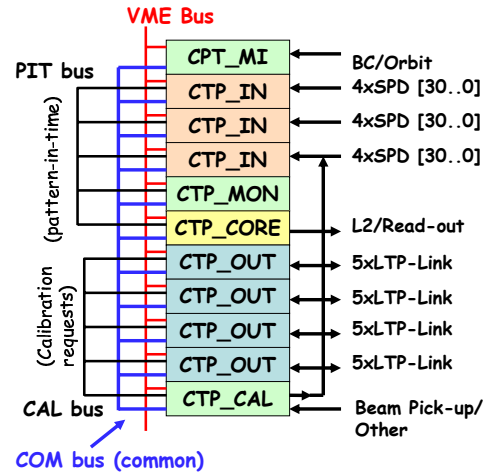 VME Bus
CPT_MI
BC/Orbit
PIT bus
CTP_IN
4xSPD [30..0]
CTP_IN
4xSPD [30..0]
CTP_IN
4xSPD [30..0]
(pattern-in-time)
CTP_MON
CTP_CORE
L2/Read-out
CTP_OUT
5xLTP-Link
CTP_OUT
5xLTP-Link
CTP_OUT
5xLTP-Link
CTP_OUT
5xLTP-Link
(Calibration
requests)
CTP_CAL
CAL bus
Beam Pick-up/
Other
COM bus (common)